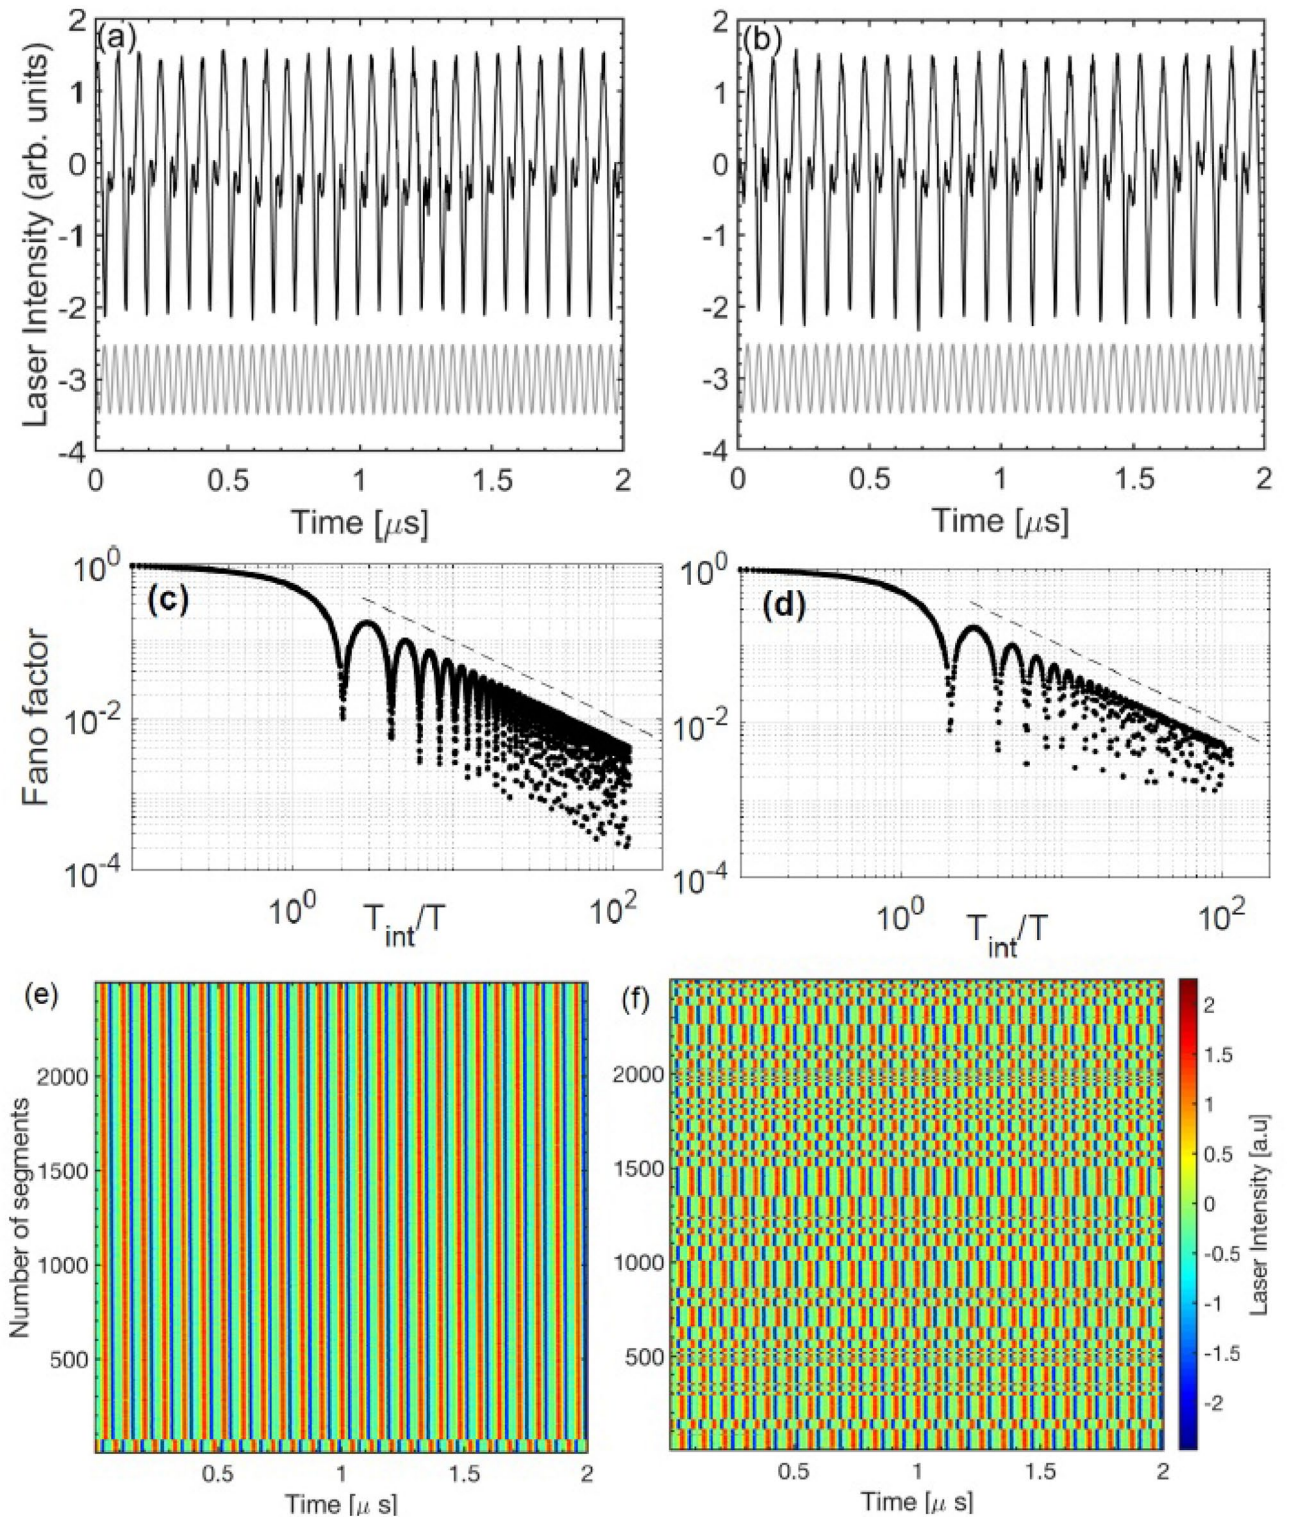 (a)
(b)
2
1
0
-1
-2
-3
-4
Laser Intensity (arb. units)
0 0.5 1 1.5 2
Time [μs]
2
1
0
-1
-2
-3
-4
0 0.5 1 1.5 2
Time [μs]
(c)
10^0
10^-2
10^-4
Fano factor
10^0 10^2
T_int/T
(d)
10^0
10^-2
10^-4
10^0 10^2
T_int/T
(e)
2000
1500
1000
500
Number of segments
0.5 1 1.5 2
Time [μ s]
(f)
2000
1500
1000
500
0.5 1 1.5 2
Time [μ s]
2
1.5
1
0.5
0
-0.5
-1
-1.5
-2
Laser Intensity [a.u]